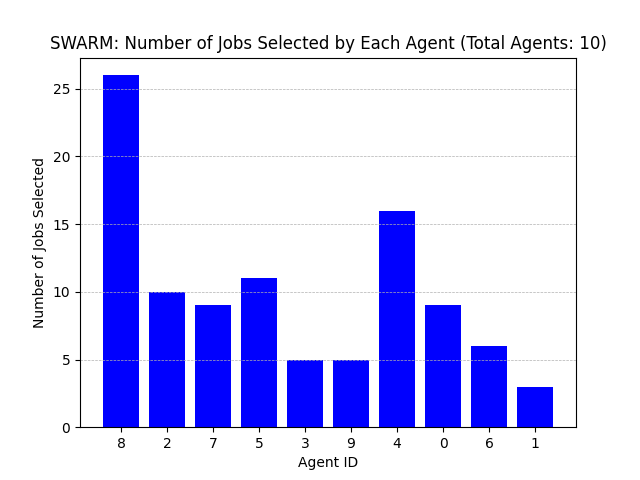 SWARM: Number of Jobs Selected by Each Agent (Total Agents: 10)
Number of Jobs Selected
25
20
15
10
5
0
8 2 7 5 3 9 4 0 6 1
Agent ID